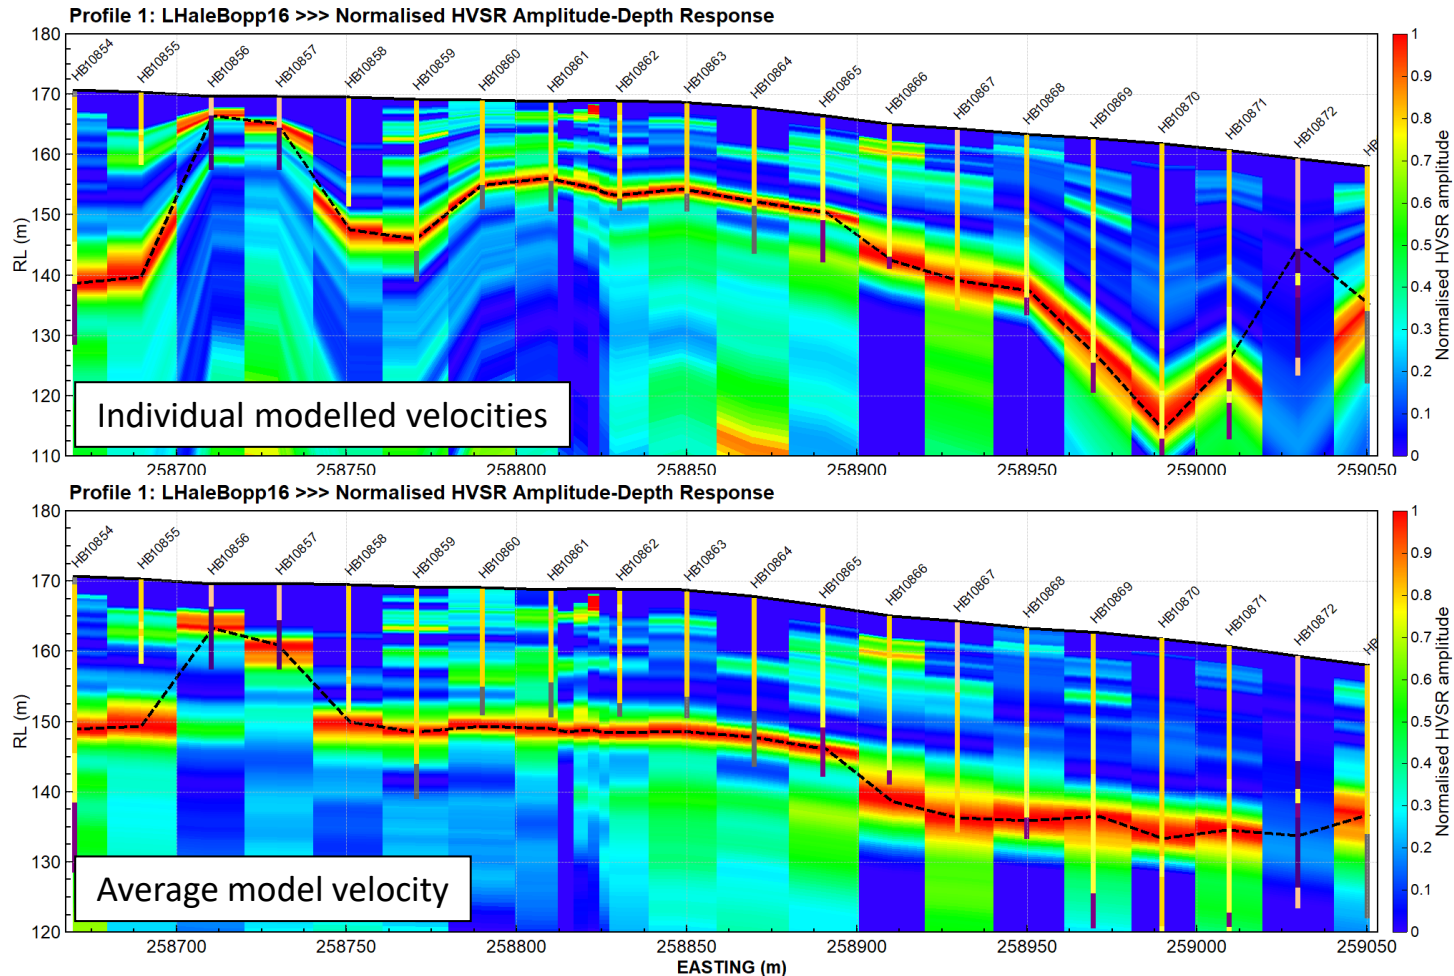 Profile 1: LHaleBopp16 >>> Normalised HVSR Amplitude-Depth Response
HB10854 HB10855 HB10856 HB10857 HB10858 HB10859 HB10860 HB10861 HB10862 HB10863 HB10864 HB10865 HB10866 HB10867 HB10868 HB10869 HB10870 HB10871 HB10872 HB
RL (m)
180
170
160
150
140
130
120
110
Individual modelled velocities
258700 258750 258800 258850 258900 258950 259000 259050
1
0.9
0.8
0.7
0.6
0.5
0.4
0.3
0.2
0.1
0
Normalised HVSR amplitude
Profile 1: LHaleBopp16 >>> Normalised HVSR Amplitude-Depth Response
HB10854 HB10855 HB10856 HB10857 HB10858 HB10859 HB10860 HB10861 HB10862 HB10863 HB10864 HB10865 HB10866 HB10867 HB10868 HB10869 HB10870 HB10871 HB10872 HB
RL (m)
180
170
160
150
140
130
120
Average model velocity
258700 258750 258800 258850 258900 258950 259000 259050
EASTING (m)
1
0.9
0.8
0.7
0.6
0.5
0.4
0.3
0.2
0.1
0
Normalised HVSR amplitude